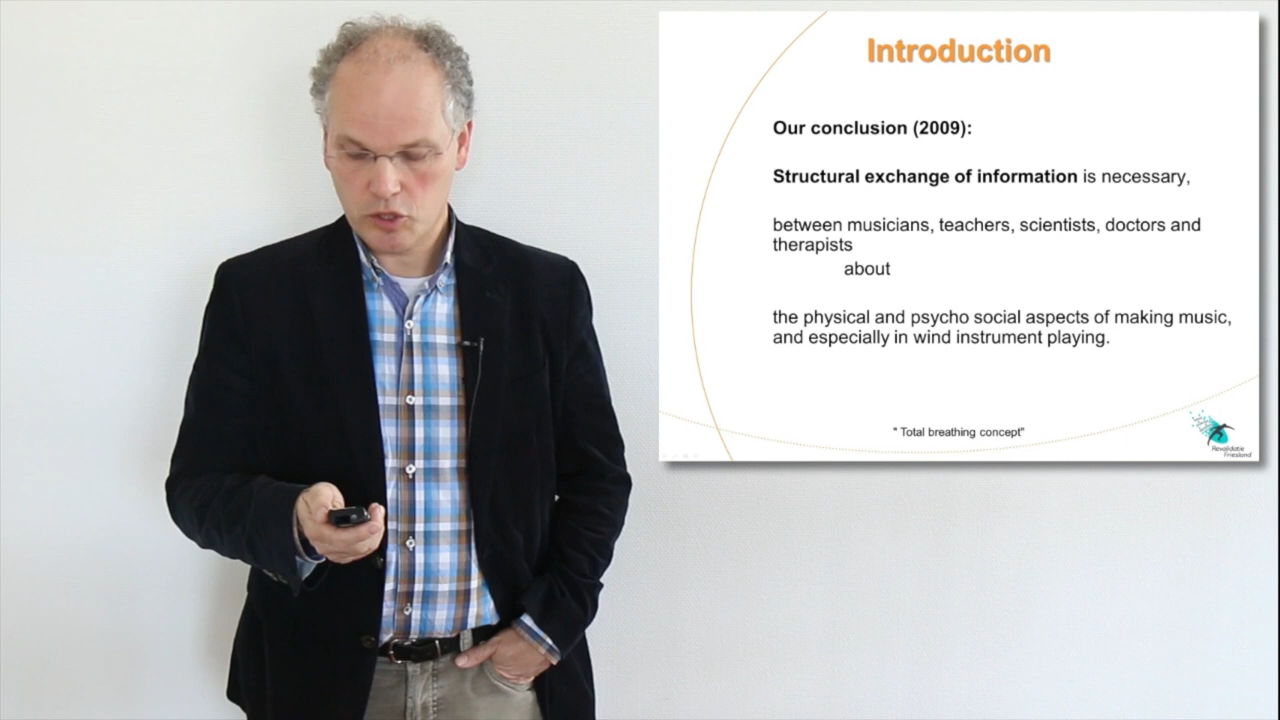 Introduction
Our conclusion (2009):
Structural exchange of information is necessary,
between musicians, teachers, scientists, doctors and
therapists
about
the physical and psycho social aspects of making music,
and especially in wind instrument playing.
" Total breathing concept"
Revalidatie
Friesland